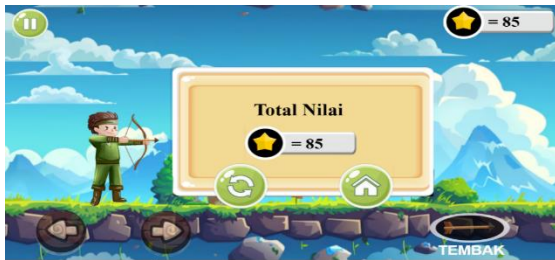 = 85
Total Nilai
= 85
TEMBAK